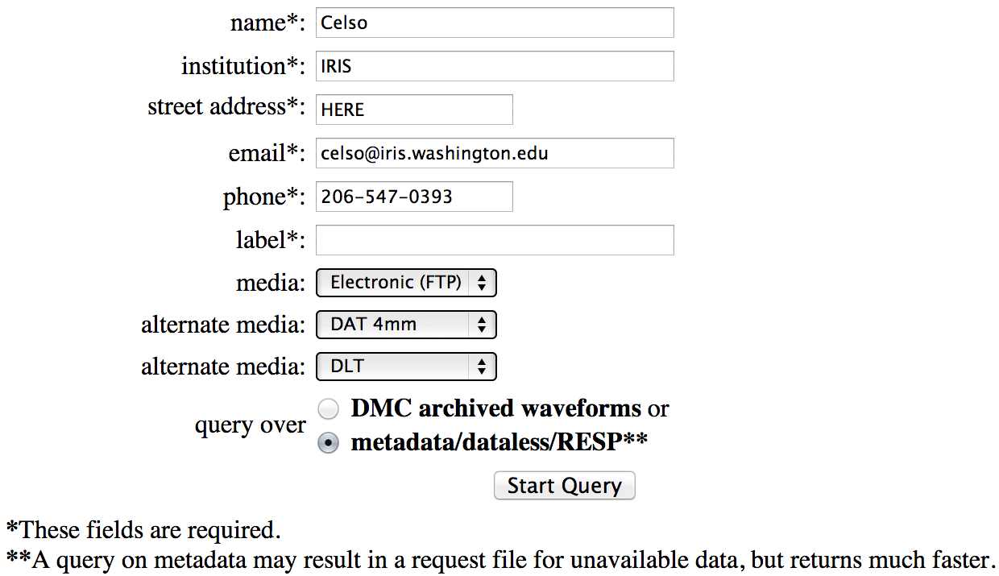 name*: Celso
institution*: IRIS
street address*: HERE
email*: celso@iris.washington.edu
phone*: 206-547-0393
label*:
media: Electronic (FTP)
alternate media: DAT 4mm
alternate media: DLT
query over
DMC archived waveforms or
metadata/dataless/RESP**
Start Query
*These fields are required.
**A query on metadata may result in a request file for unavailable data, but returns much faster.